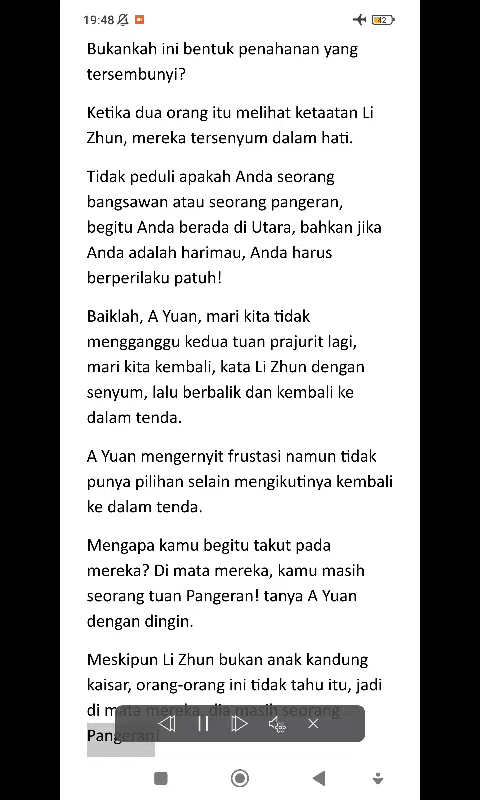 19:48
42
Bukankah ini bentuk penahanan yang
tersembunyi?
Ketika dua orang itu melihat ketaatan Li
Zhun, mereka tersenyum dalam hati.
Tidak peduli apakah Anda seorang
bangsawan atau seorang pangeran,
begitu Anda berada di Utara, bahkan jika
Anda adalah harimau, Anda harus
berperilaku patuh!
Baiklah, A Yuan, mari kita tidak
mengganggu kedua tuan prajurit lagi,
mari kita kembali, kata Li Zhun dengan
senyum, lalu berbalik dan kembali ke
dalam tenda.
A Yuan mengernyit frustasi namun tidak
punya pilihan selain mengikutinya kembali
ke dalam tenda.
Mengapa kamu begitu takut pada
mereka? Di mata mereka, kamu masih
seorang tuan Pangeran! tanya A Yuan
dengan dingin.
Meskipun Li Zhun bukan anak kandung
kaisar, orang-orang ini tidak tahu itu, jadi
di mata mereka, dia masih seorang
Pangeran!